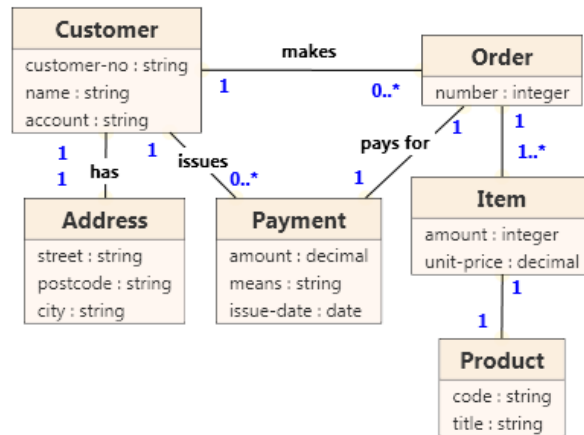 Customer
customer-no : string
name : string
account : string
makes
1
0..*
Order
number : integer
1
1
has
1
issues
0..*
pays for
1
1
1
1..*
Address
street : string
postcode : string
city : string
Payment
amount : decimal
means : string
issue-date : date
Item
amount : integer
unit-price : decimal
1
1
Product
code : string
title : string